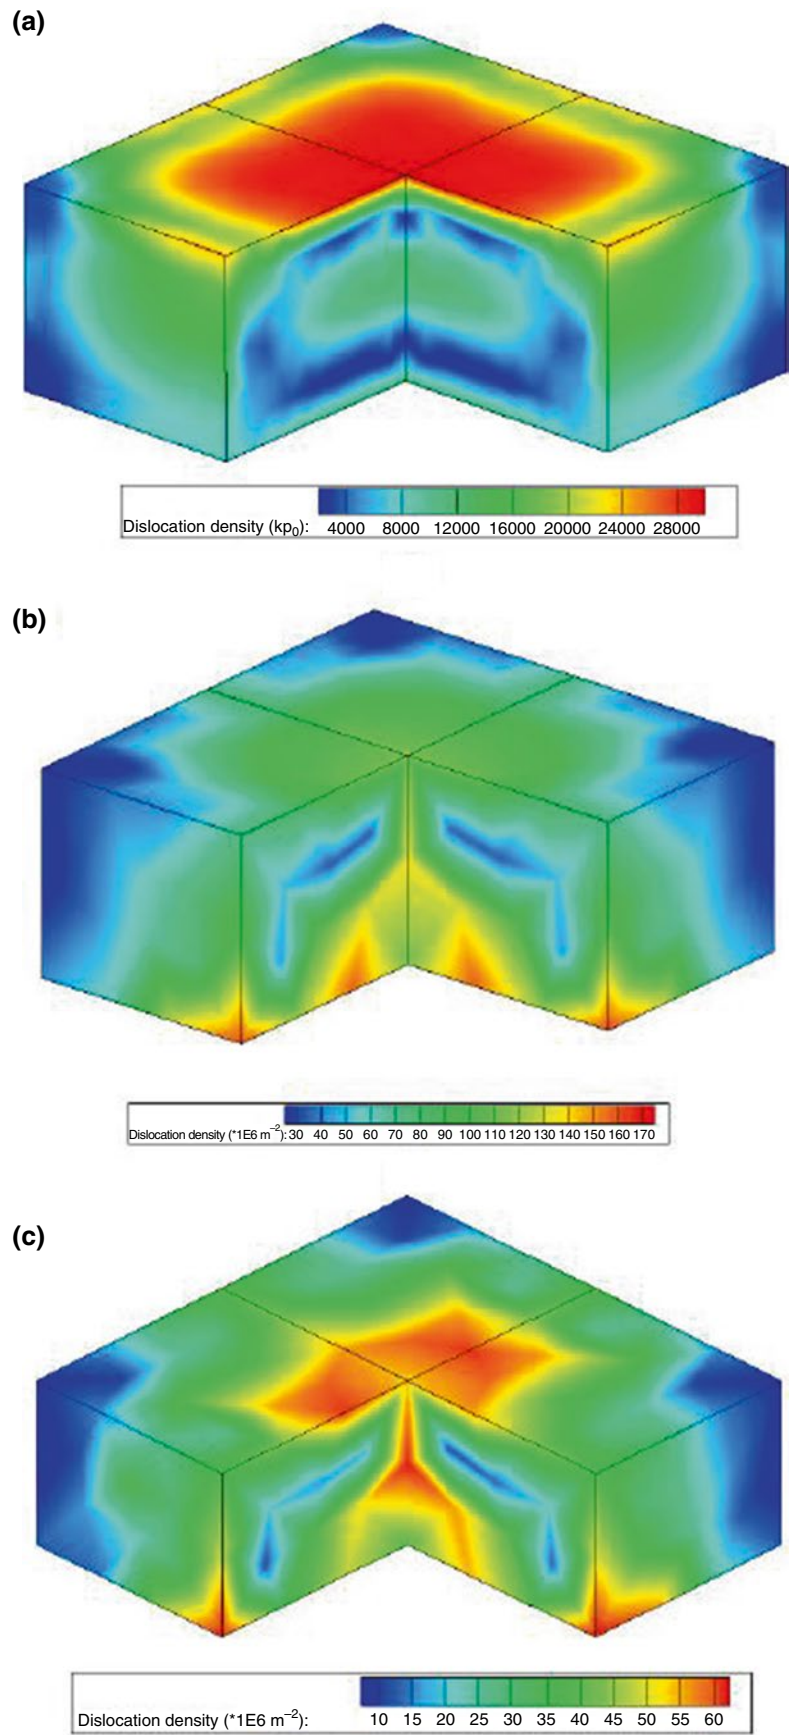 (a)
Dislocation density (kp₀): 4000 8000 12000 16000 20000 24000 28000
(b)
Dislocation density (*1E6 m⁻²): 30 40 50 60 70 80 90 100 110 120 130 140 150 160 170
(c)
Dislocation density (*1E6 m⁻²): 10 15 20 25 30 35 40 45 50 55 60